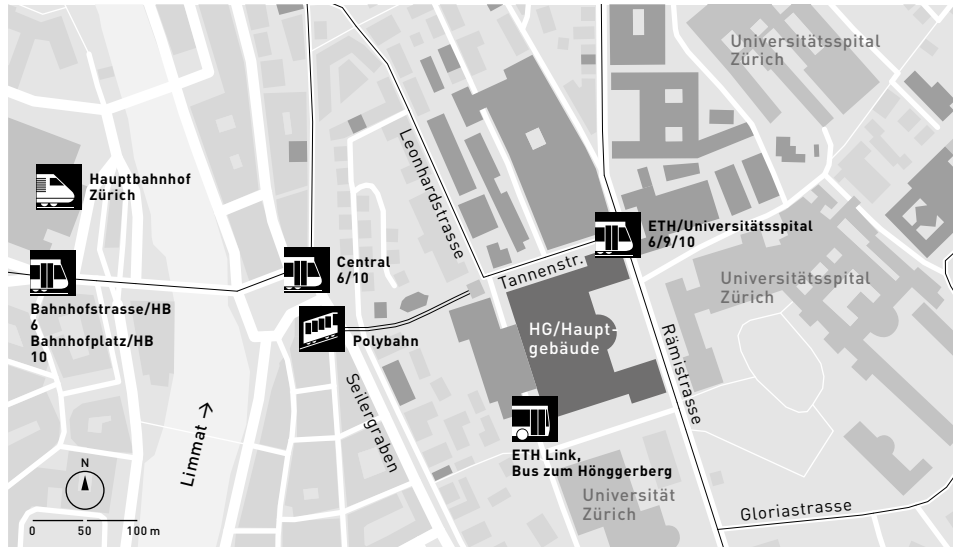 Universitätsspital
Zürich
Hauptbahnhof
Zürich
Leonhardstrasse
ETH/Universitätsspital
6/9/10
Central
6/10
Tannenstr.
Universitätsspital
Zürich
Bahnhofstrasse/HB
6
Bahnhofplatz/HB
10
Polybahn
HG/Haupt-
gebäude
Rämistrasse
Seilergraben
Limmat →
ETH Link,
Bus zum Hönggerberg
N
Universität
Zürich
Gloriastrasse
0 50 100 m